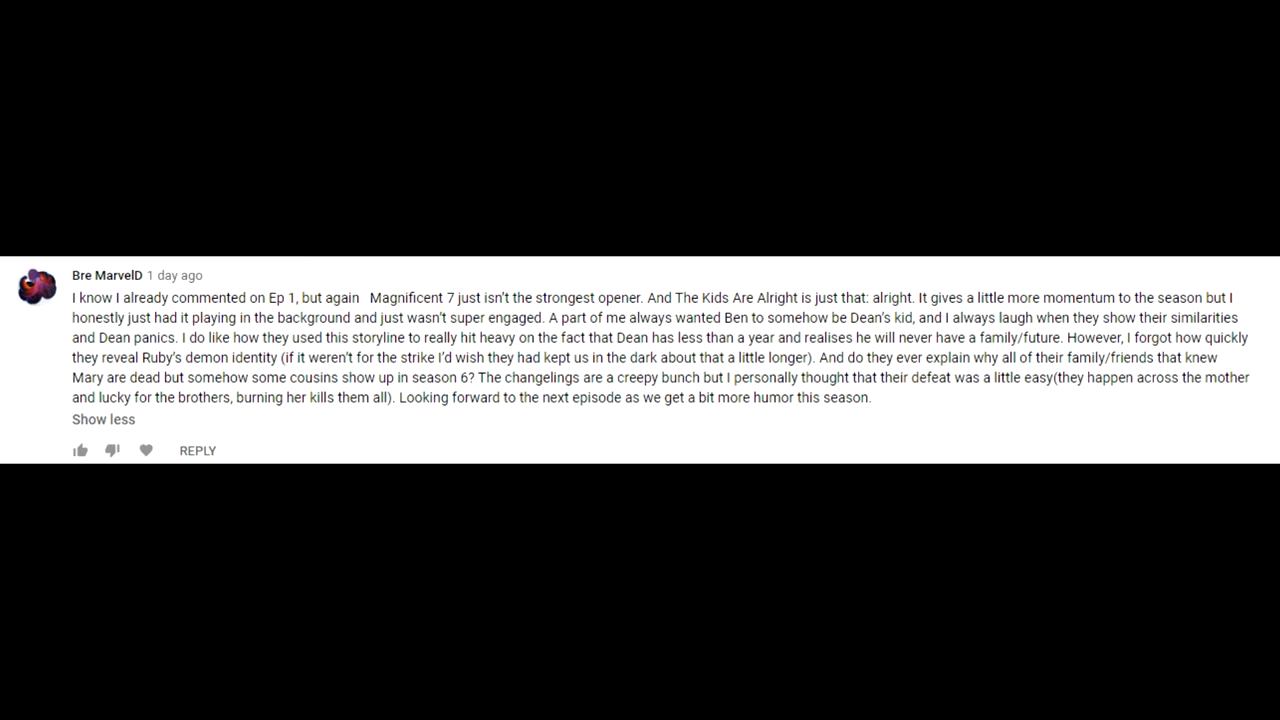 Bre MarvelD 1 day ago
I know I already commented on Ep 1, but again   Magnificent 7 just isn't the strongest opener. And The Kids Are Alright is just that: alright. It gives a little more momentum to the season but I
honestly just had it playing in the background and just wasn't super engaged. A part of me always wanted Ben to somehow be Dean's kid, and I always laugh when they show their similarities
and Dean panics. I do like how they used this storyline to really hit heavy on the fact that Dean has less than a year and realises he will never have a family/future. However, I forgot how quickly
they reveal Ruby's demon identity (if it weren't for the strike I'd wish they had kept us in the dark about that a little longer). And do they ever explain why all of their family/friends that knew
Mary are dead but somehow some cousins show up in season 6? The changelings are a creepy bunch but I personally thought that their defeat was a little easy(they happen across the mother
and lucky for the brothers, burning her kills them all). Looking forward to the next episode as we get a bit more humor this season.
Show less
REPLY